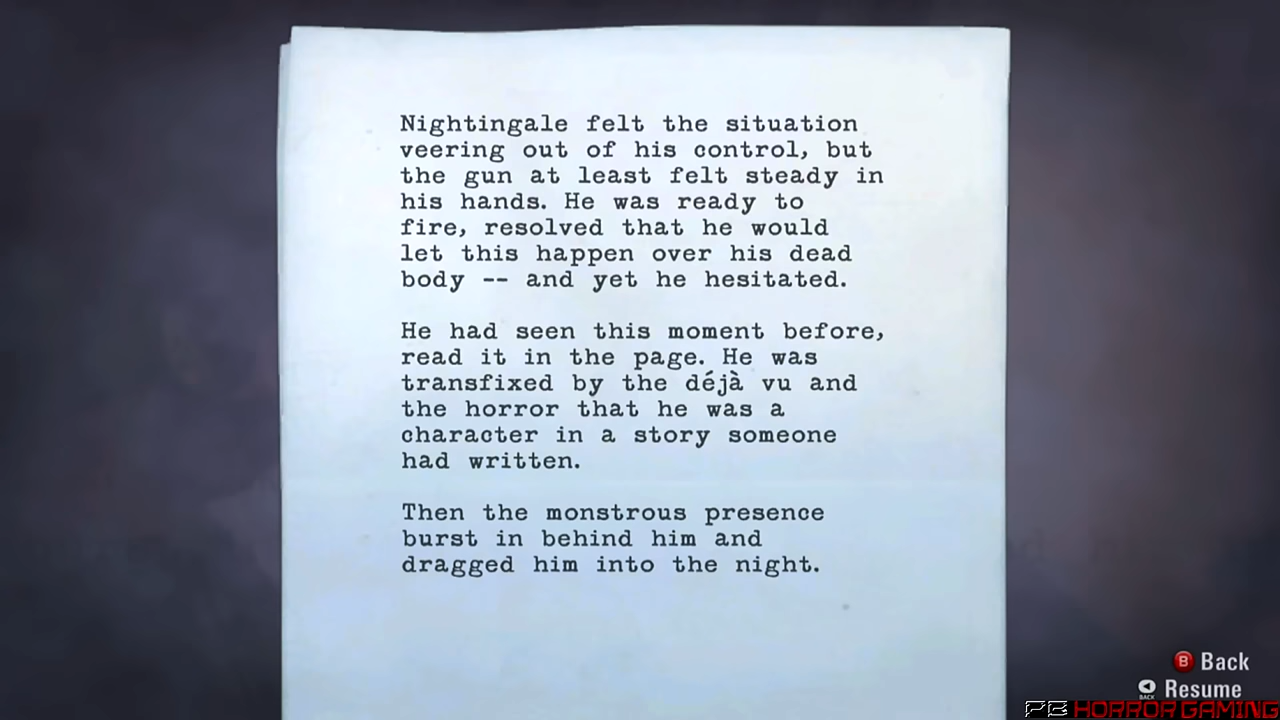 Nightingale felt the situation
veering out of his control, but
the gun at least felt steady in
his hands. He was ready to
fire, resolved that he would
let this happen over his dead
body -- and yet he hesitated.
He had seen this moment before,
read it in the page. He was
transfixed by the déjà vu and
the horror that he was a
character in a story someone
had written.
Then the monstrous presence
burst in behind him and
dragged him into the night.
B Back
BACK Resume
HORROR GAMING